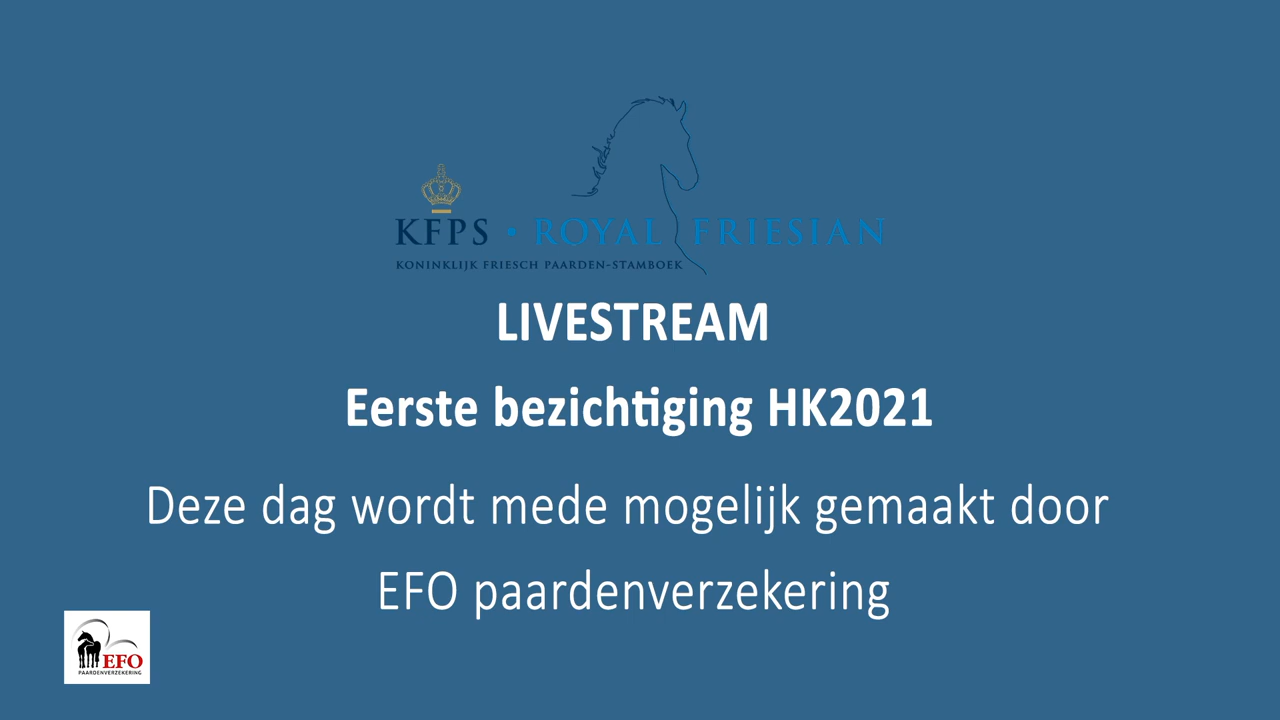 KFPS • ROYAL FRIESIAN
KONINKLIJK FRIESCH PAARDEN-STAMBOEK
LIVESTREAM
Eerste bezichtiging HK2021
Deze dag wordt mede mogelijk gemaakt door
EFO paardenverzekering
EFO
PAARDENVERZEKERING